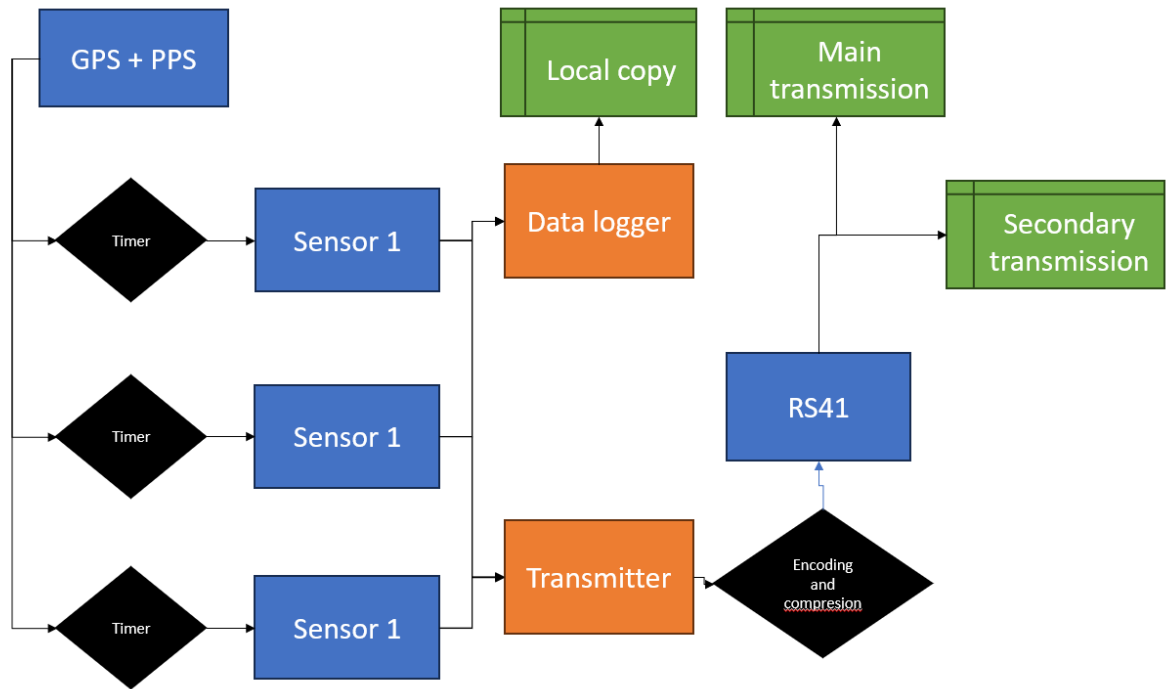 GPS + PPS
Local copy
Main
transmission
Timer
Sensor 1
Data logger
Secondary
transmission
Timer
Sensor 1
RS41
Timer
Sensor 1
Transmitter
Encoding
and
compresion